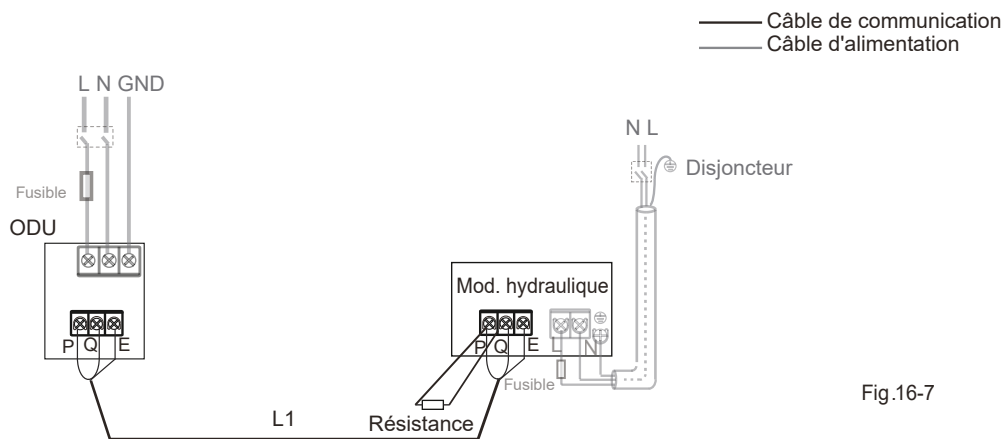 Câble de communication
Câble d'alimentation
L N GND
N L
Disjoncteur
Fusible
ODU
Mod. hydraulique
P Q E
P Q E
L N
Fusible
L1
Résistance
Fig.16-7